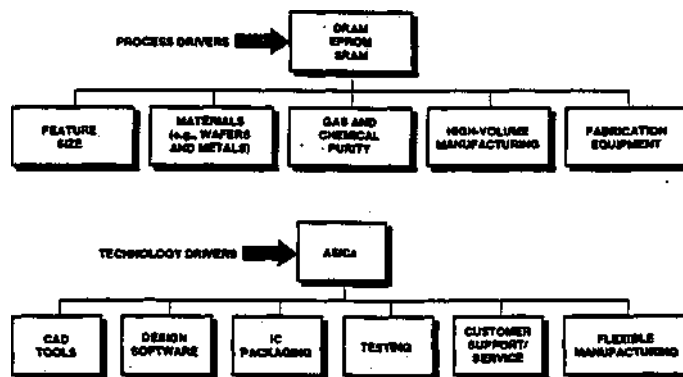 PROCESS DRIVERS
DRAM
EPROM
SRAM
FEATURE
SIZE
MATERIALS
(e.g., WAFERS
AND METALS)
GAS AND
CHEMICAL
PURITY
HIGH-VOLUME
MANUFACTURING
FABRICATION
EQUIPMENT
TECHNOLOGY DRIVERS
ASICs
CAD
TOOLS
DESIGN
SOFTWARE
IC
PACKAGING
TESTING
CUSTOMER
SUPPORT/
SERVICE
FLEXIBLE
MANUFACTURING